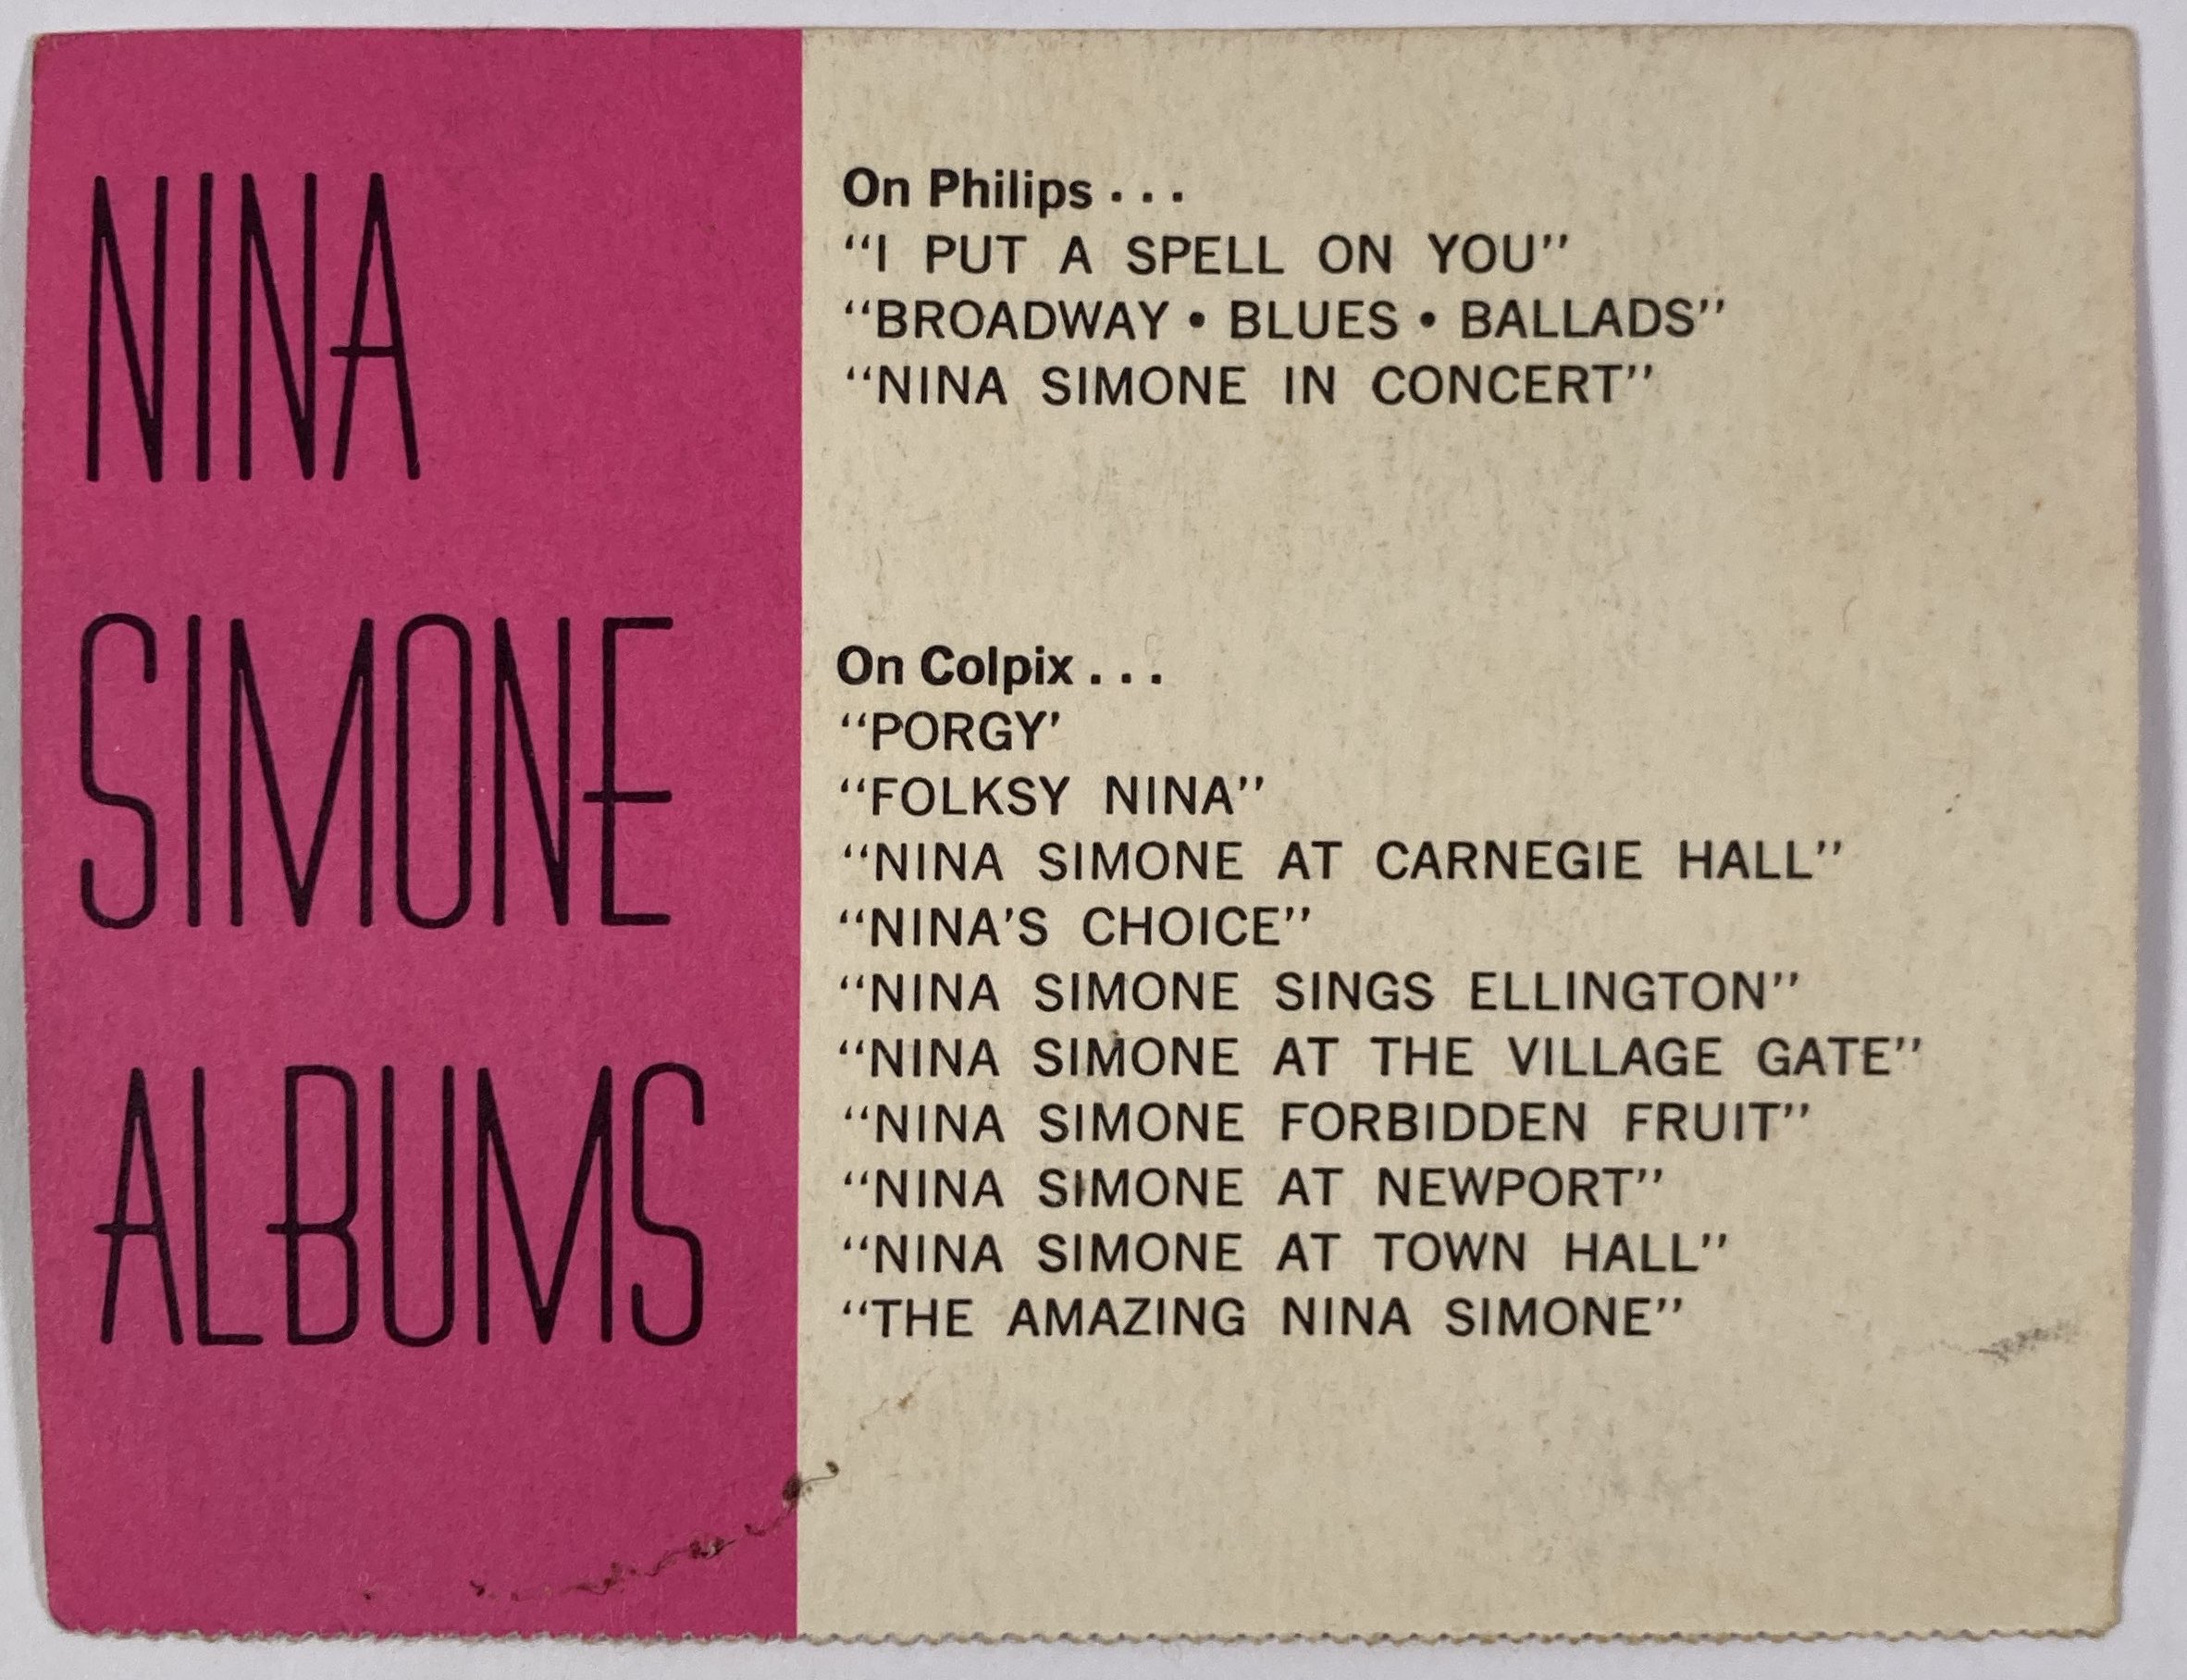 NINA
SIMONE
ALBUMS
On Philips . . .
“I PUT A SPELL ON YOU”
“BROADWAY • BLUES • BALLADS”
“NINA SIMONE IN CONCERT”
On Colpix . . .
“PORGY’
“FOLKSY NINA”
“NINA SIMONE AT CARNEGIE HALL”
“NINA’S CHOICE”
“NINA SIMONE SINGS ELLINGTON”
“NINA SIMONE AT THE VILLAGE GATE”
“NINA SIMONE FORBIDDEN FRUIT”
“NINA SIMONE AT NEWPORT”
“NINA SIMONE AT TOWN HALL”
“THE AMAZING NINA SIMONE”